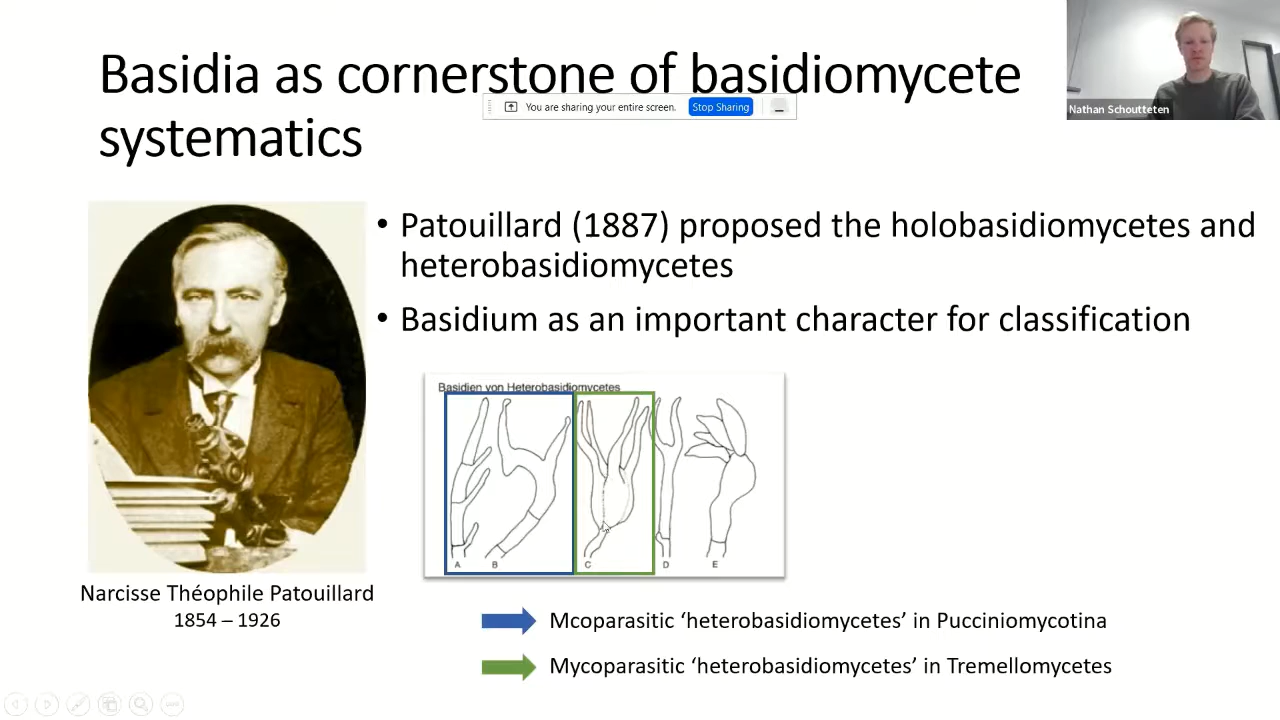 Basidia as cornerstone of basidiomycete
systematics
You are sharing your entire screen.
Stop Sharing
Nathan Schoutteten
• Patouillard (1887) proposed the holobasidiomycetes and
heterobasidiomycetes
• Basidium as an important character for classification
Basidien von Heterobasidiomycetes
A B C D E
Narcisse Théophile Patouillard
1854 – 1926
Mcoparasitic ‘heterobasidiomycetes’ in Pucciniomycotina
Mycoparasitic ‘heterobasidiomycetes’ in Tremellomycetes